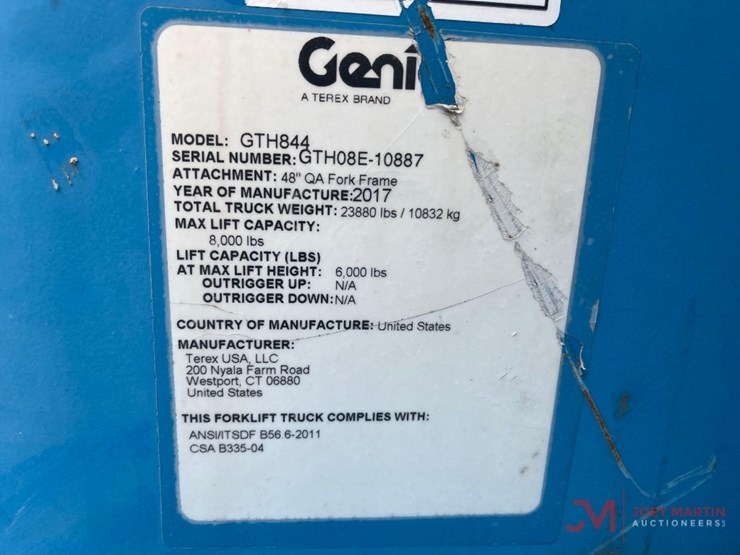 Geni
A TEREX BRAND
MODEL: GTH844
SERIAL NUMBER: GTH08E-10887
ATTACHMENT: 48" QA Fork Frame
YEAR OF MANUFACTURE: 2017
TOTAL TRUCK WEIGHT: 23880 lbs / 10832 kg
MAX LIFT CAPACITY:
8,000 lbs
LIFT CAPACITY (LBS)
AT MAX LIFT HEIGHT: 6,000 lbs
OUTRIGGER UP: N/A
OUTRIGGER DOWN: N/A
COUNTRY OF MANUFACTURE: United States
MANUFACTURER:
Terex USA, LLC
200 Nyala Farm Road
Westport, CT 06880
United States
THIS FORKLIFT TRUCK COMPLIES WITH:
ANSI/ITSDF B56.6-2011
CSA B335-04
JM JOEY MARTIN
AUCTIONEERS